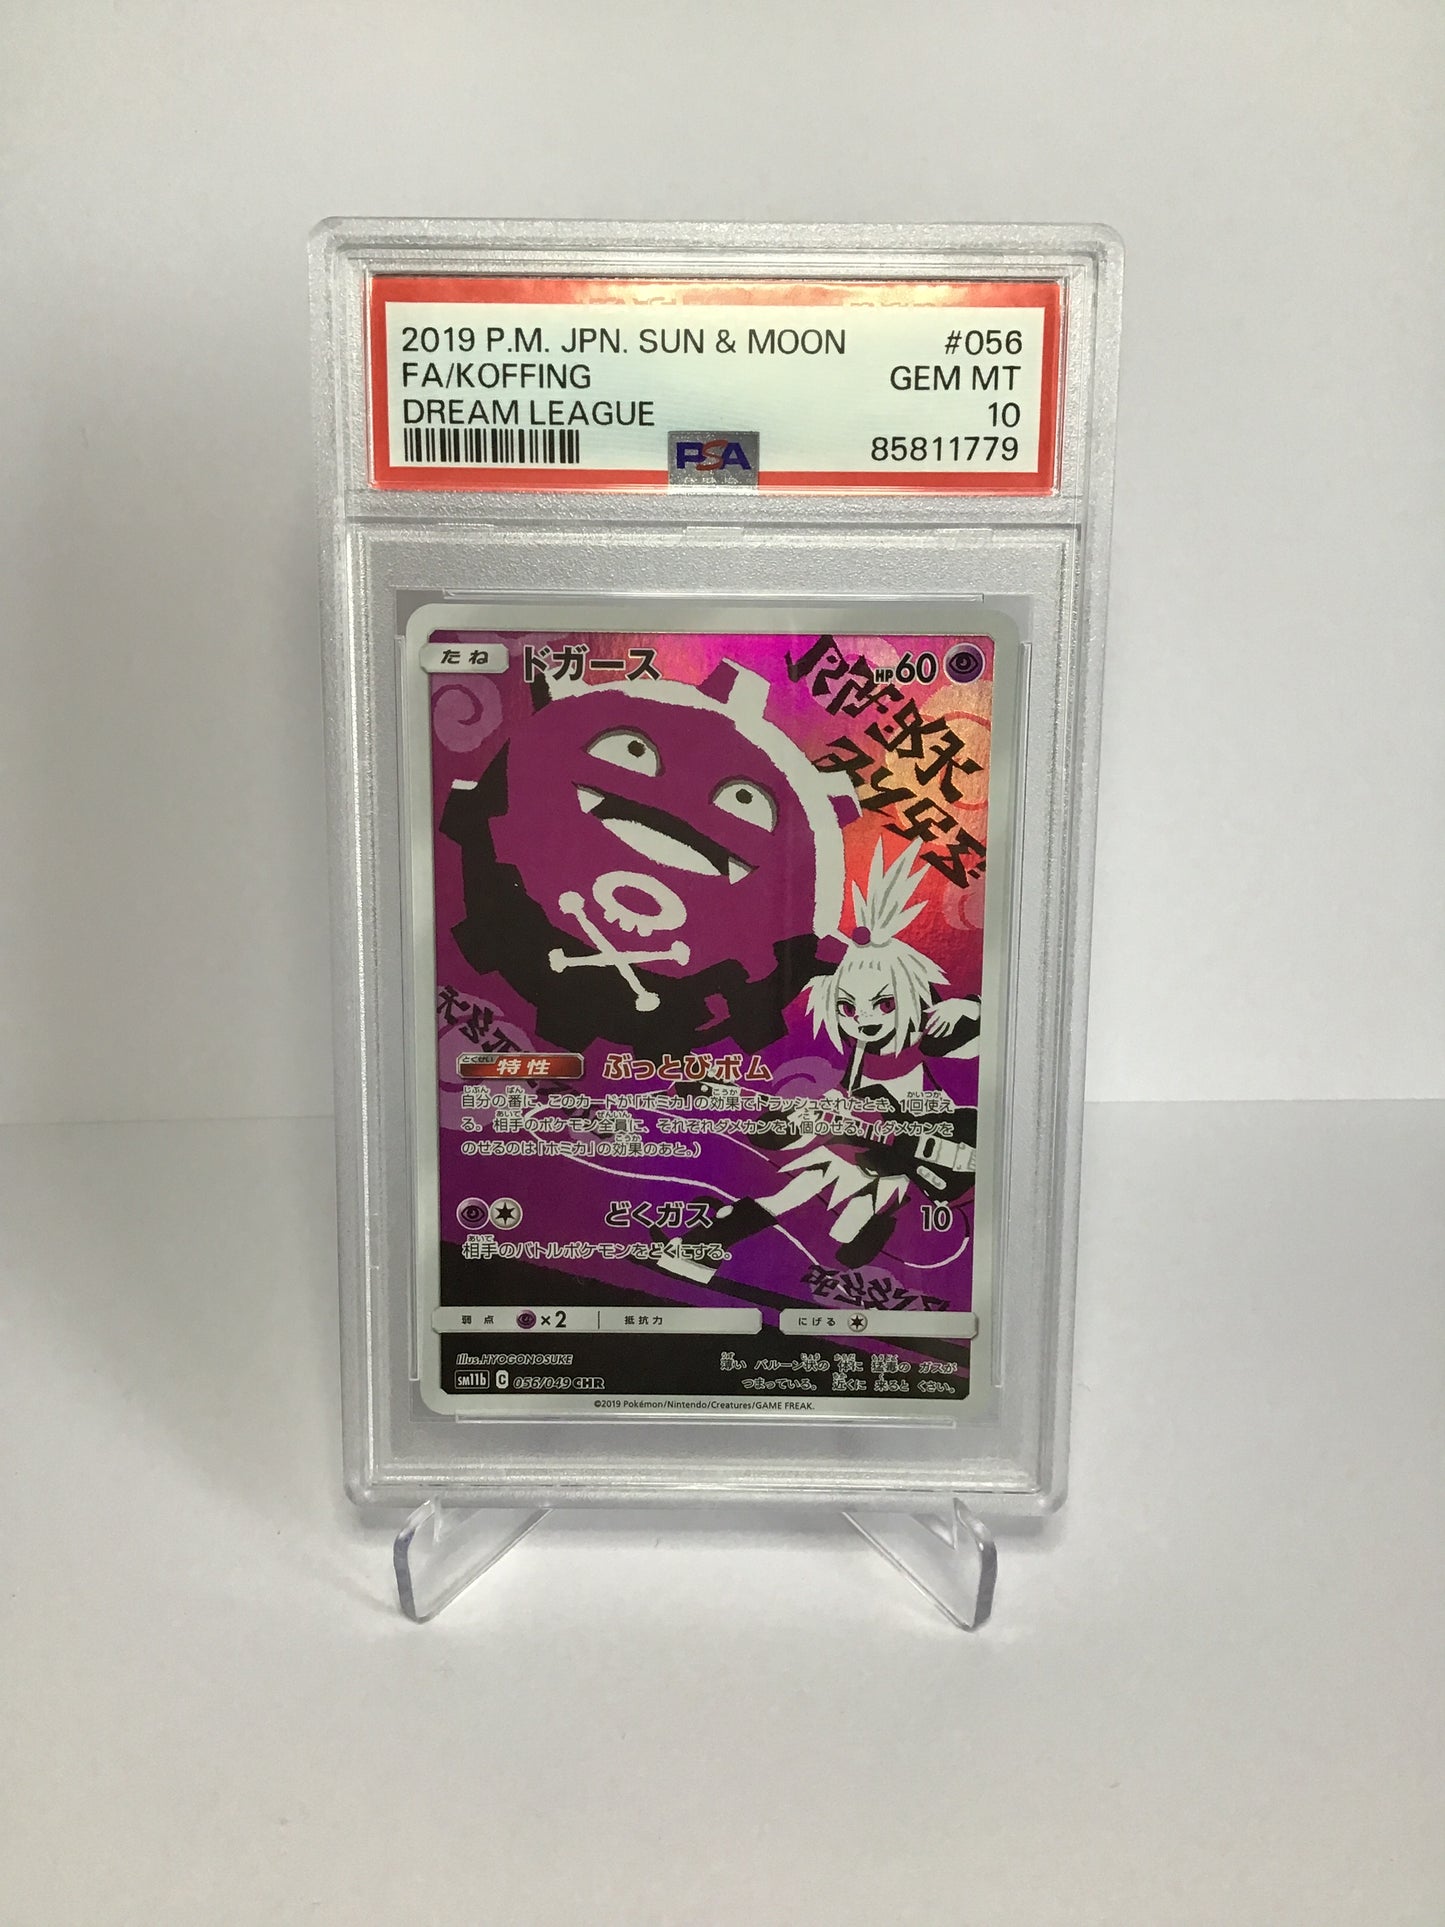 2019 P.M. JPN. SUN & MOON #056
FA/KOFFING GEM MT
DREAM LEAGUE 10
PSA 85811779
たね ドガース HP60
とくせい
特性 ぶっとびボム
自分の番に、このカードが「ホミカ」の効果でトラッシュされたとき、1回使え
る。相手のポケモン全員に、それぞれダメカンを1個のせる。(ダメカンを
のせるのは「ホミカ」の効果のあと。)
どくガス 10
相手のバトルポケモンをどくにする。
弱点 ×2 抵抗力 にげる
illus.HYOGONOSUKE
sm11b C 056/049 CHR
薄い バルーン状の 体に 猛毒の ガスが
つまっている。 近くに 来ると くさい。
©2019 Pokémon/Nintendo/Creatures/GAME FREAK.